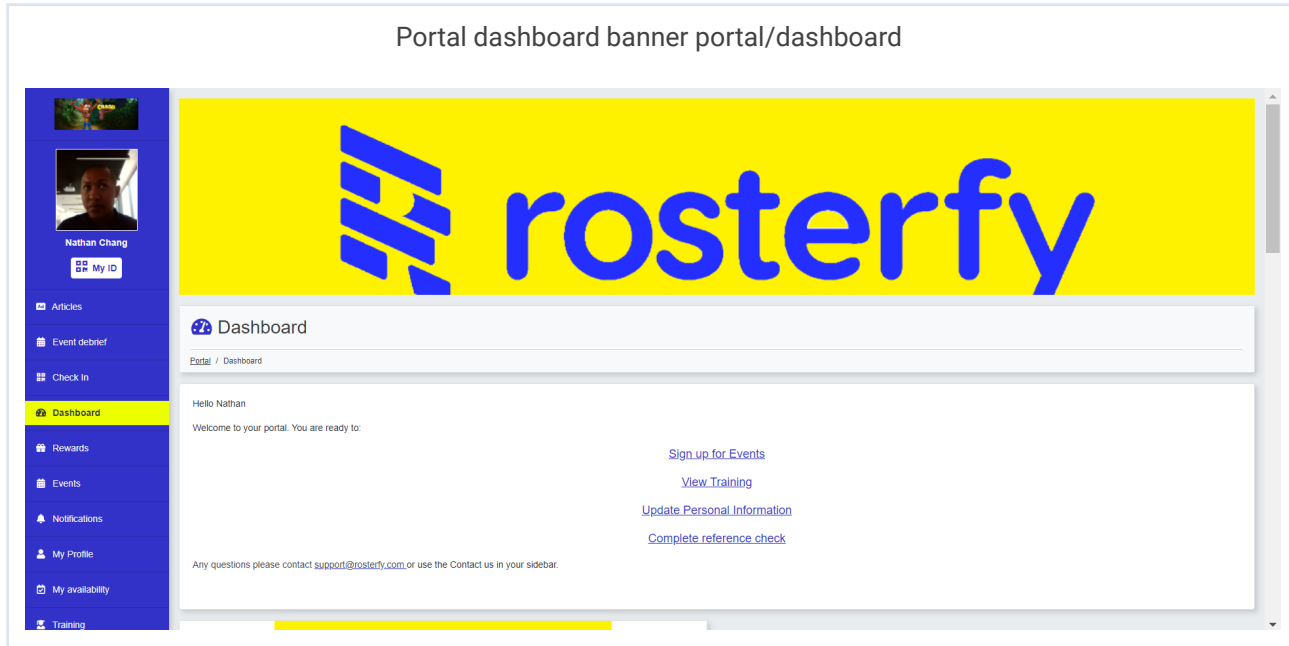 Portal dashboard banner portal/dashboard
Nathan Chang
My ID
Articles
Event debrief
Check In
Dashboard
Rewards
Events
Notifications
My Profile
My availability
Training
rosterfy
Dashboard
Portal / Dashboard
Hello Nathan
Welcome to your portal. You are ready to:
Sign up for Events
View Training
Update Personal Information
Complete reference check
Any questions please contact support@rosterfy.com or use the Contact us in your sidebar.